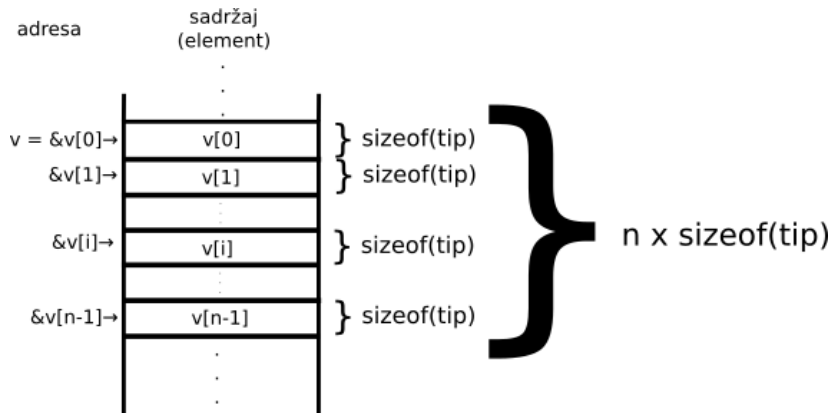 adresa
sadržaj
(element)
v = &v[0]→ v[0] } sizeof(tip)
&v[1]→ v[1] } sizeof(tip)
&v[i]→ v[i] } sizeof(tip)
&v[n-1]→ v[n-1] } sizeof(tip)
} n x sizeof(tip)